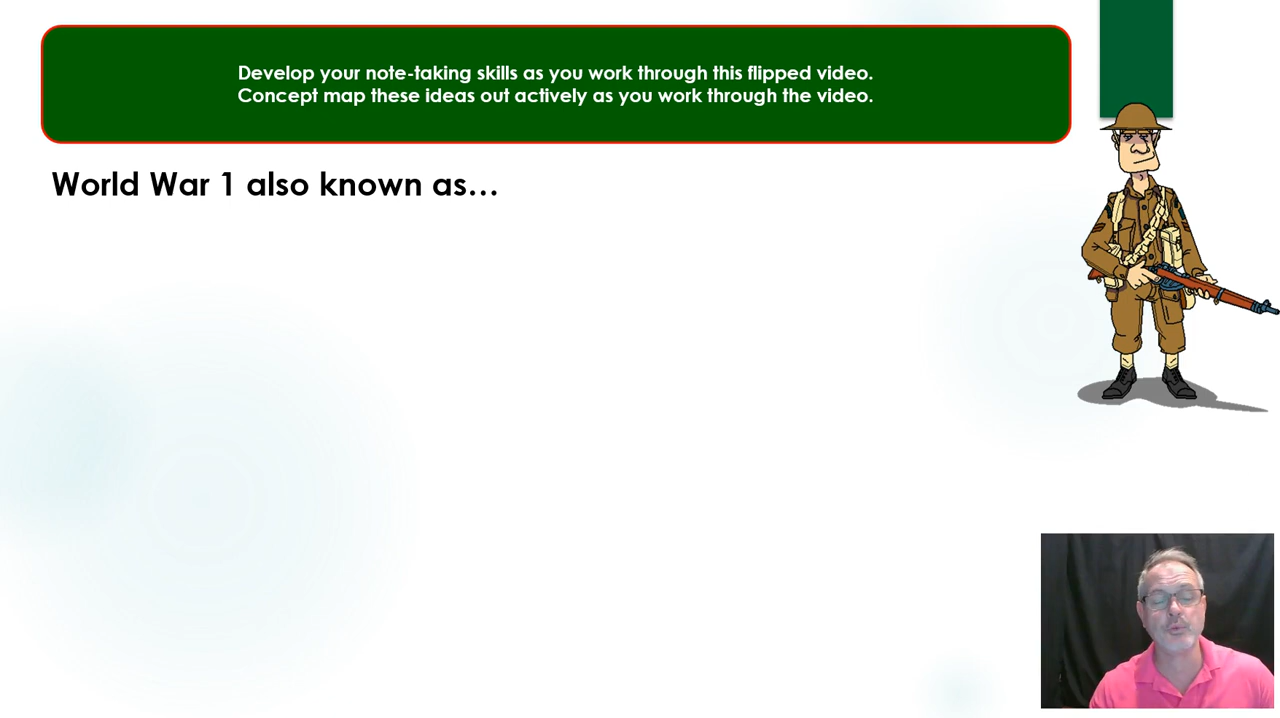 Develop your note-taking skills as you work through this flipped video.
Concept map these ideas out actively as you work through the video.
World War 1 also known as…